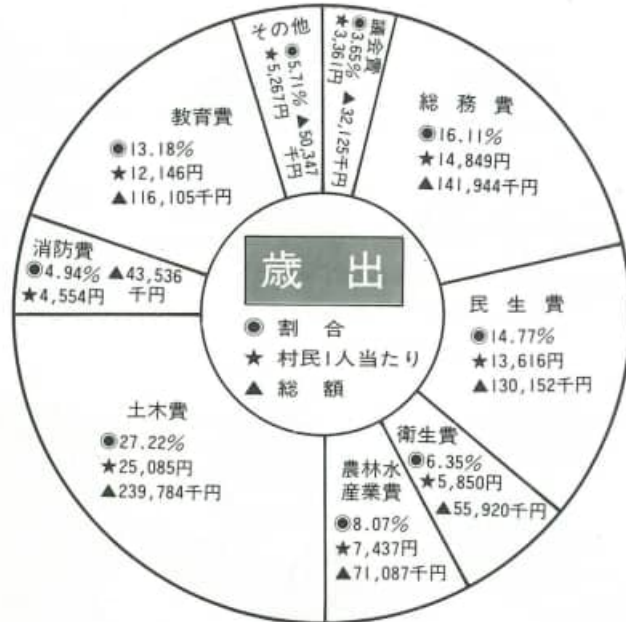 歳出
◉ 割合
★ 村民1人当たり
▲ 総額
議会費
◉3.65%
★3,361円
▲32,125千円
総務費
◉16.11%
★14,849円
▲141,944千円
民生費
◉14.77%
★13,616円
▲130,152千円
衛生費
◉6.35%
★5,850円
▲55,920千円
農林水
産業費
◉8.07%
★7,437円
▲71,087千円
土木費
◉27.22%
★25,085円
▲239,784千円
消防費
◉4.94% ▲43,536
★4,554円 千円
教育費
◉13.18%
★12,146円
▲116,105千円
その他
◉5.71%
★5,267円
▲50,347
千円